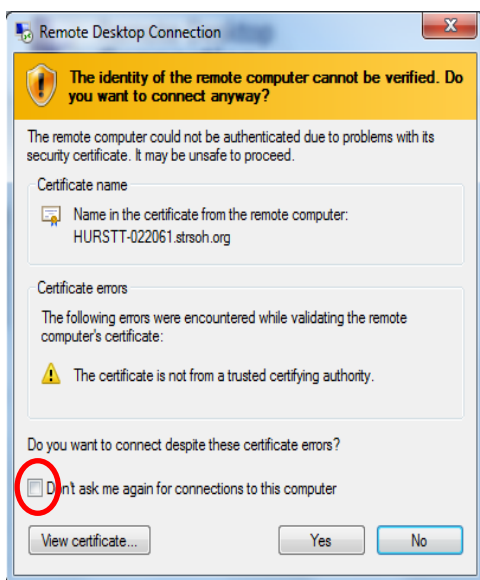 Remote Desktop Connection
The identity of the remote computer cannot be verified. Do
you want to connect anyway?
The remote computer could not be authenticated due to problems with its
security certificate. It may be unsafe to proceed.
Certificate name
Name in the certificate from the remote computer:
HURSTT-022061.strsoh.org
Certificate errors
The following errors were encountered while validating the remote
computer's certificate:
The certificate is not from a trusted certifying authority.
Do you want to connect despite these certificate errors?
Don't ask me again for connections to this computer
View certificate...
Yes
No